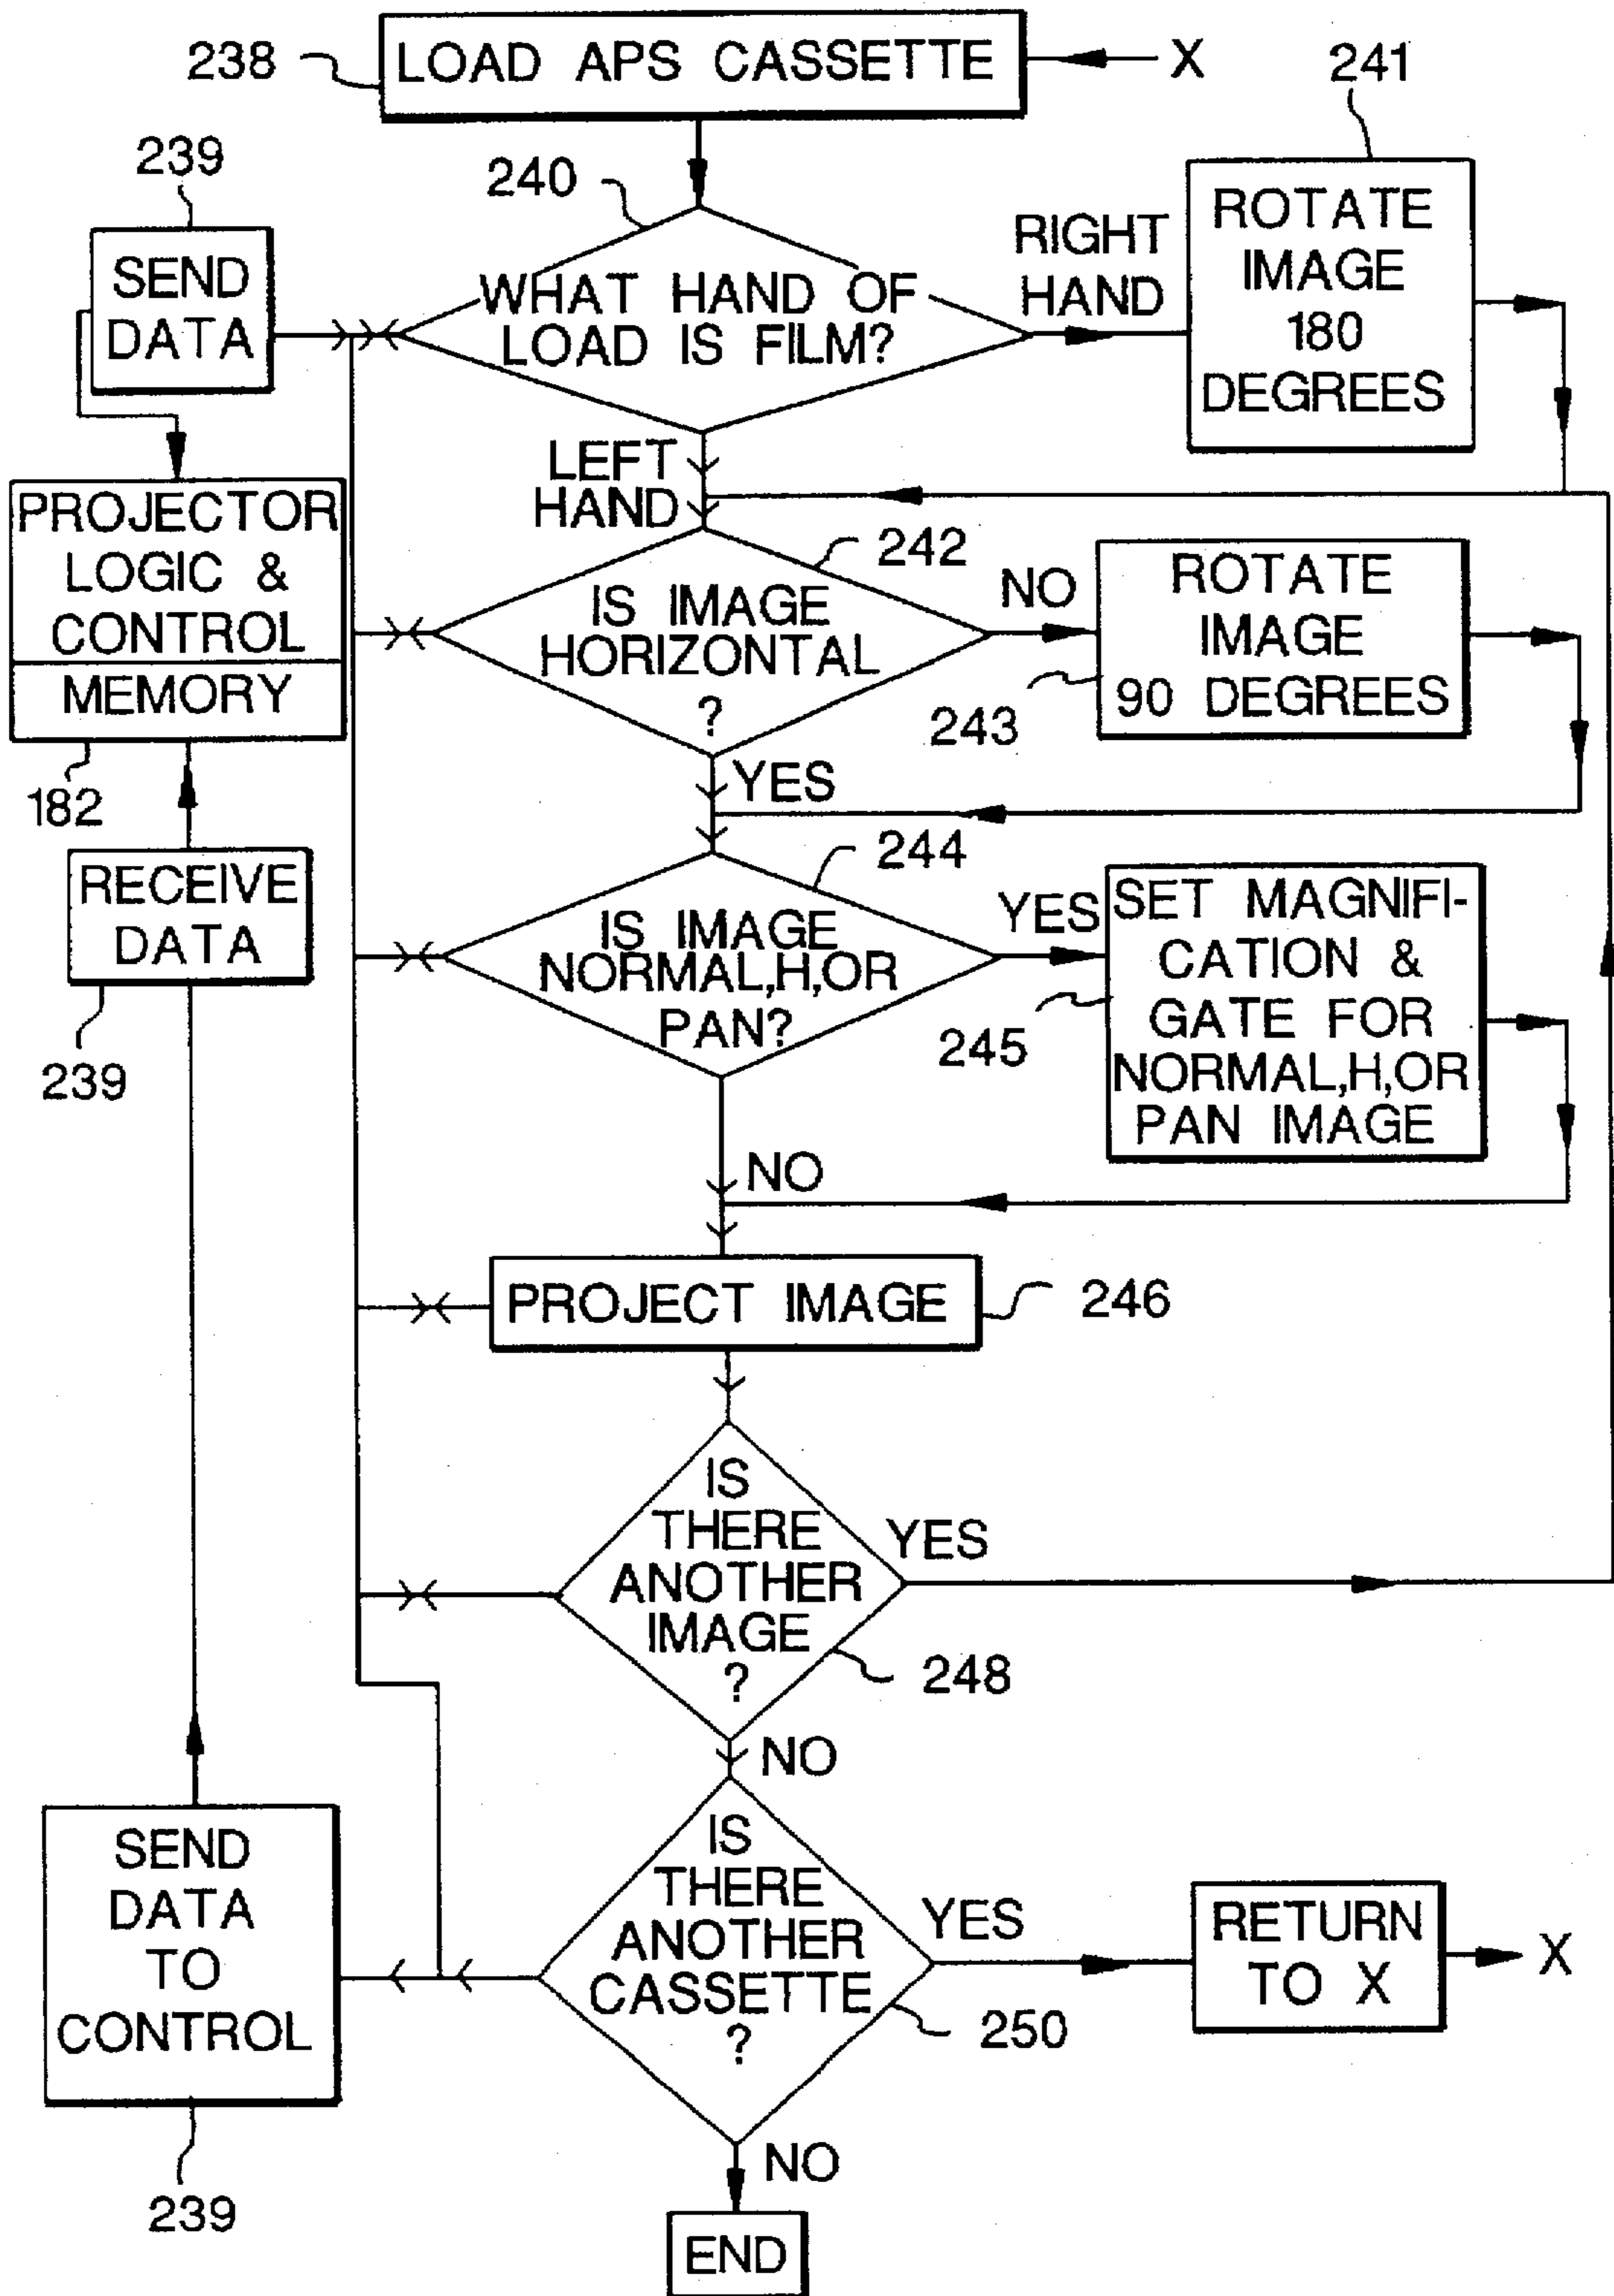 238
LOAD APS CASSETTE
X
241
239
240
SEND
DATA
WHAT HAND OF
LOAD IS FILM?
RIGHT
HAND
ROTATE
IMAGE
180
DEGREES
LEFT
HAND
PROJECTOR
LOGIC &
CONTROL
MEMORY
182
242
IS IMAGE
HORIZONTAL
?
NO
ROTATE
IMAGE
90 DEGREES
243
YES
RECEIVE
DATA
239
244
IS IMAGE
NORMAL,H,OR
PAN?
YES
SET MAGNIFI-
CATION &
GATE FOR
NORMAL,H,OR
PAN IMAGE
245
NO
PROJECT IMAGE
246
IS
THERE
ANOTHER
IMAGE
?
YES
248
NO
SEND
DATA
TO
CONTROL
239
IS
THERE
ANOTHER
CASSETTE
?
YES
250
RETURN
TO X
X
NO
END